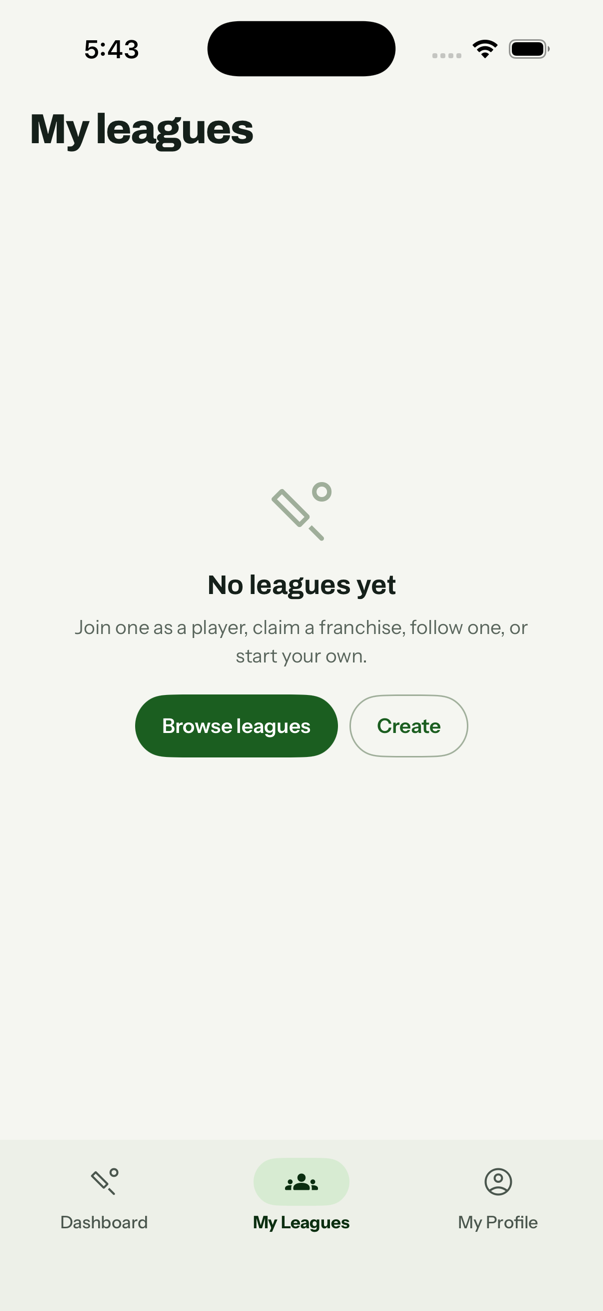 5:43
My leagues
No leagues yet
Join one as a player, claim a franchise, follow one, or
start your own.
Browse leagues
Create
Dashboard
My Leagues
My Profile